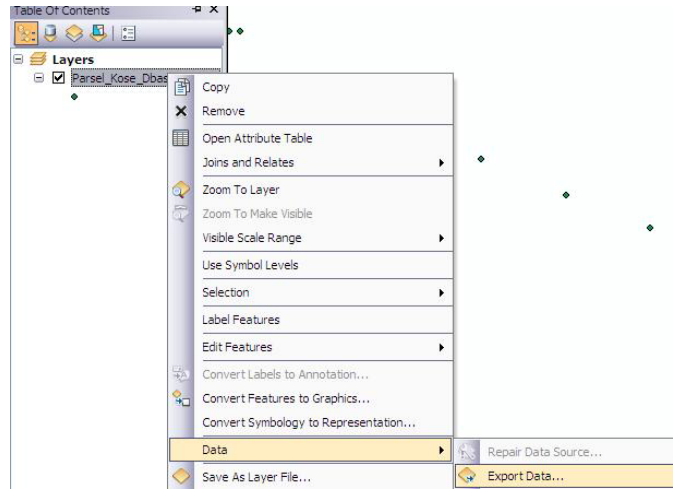 Table Of Contents
Layers
Parsel_Kose_Dbas
Copy
Remove
Open Attribute Table
Joins and Relates
Zoom To Layer
Zoom To Make Visible
Visible Scale Range
Use Symbol Levels
Selection
Label Features
Edit Features
Convert Labels to Annotation...
Convert Features to Graphics...
Convert Symbology to Representation...
Data
Repair Data Source...
Save As Layer File...
Export Data...